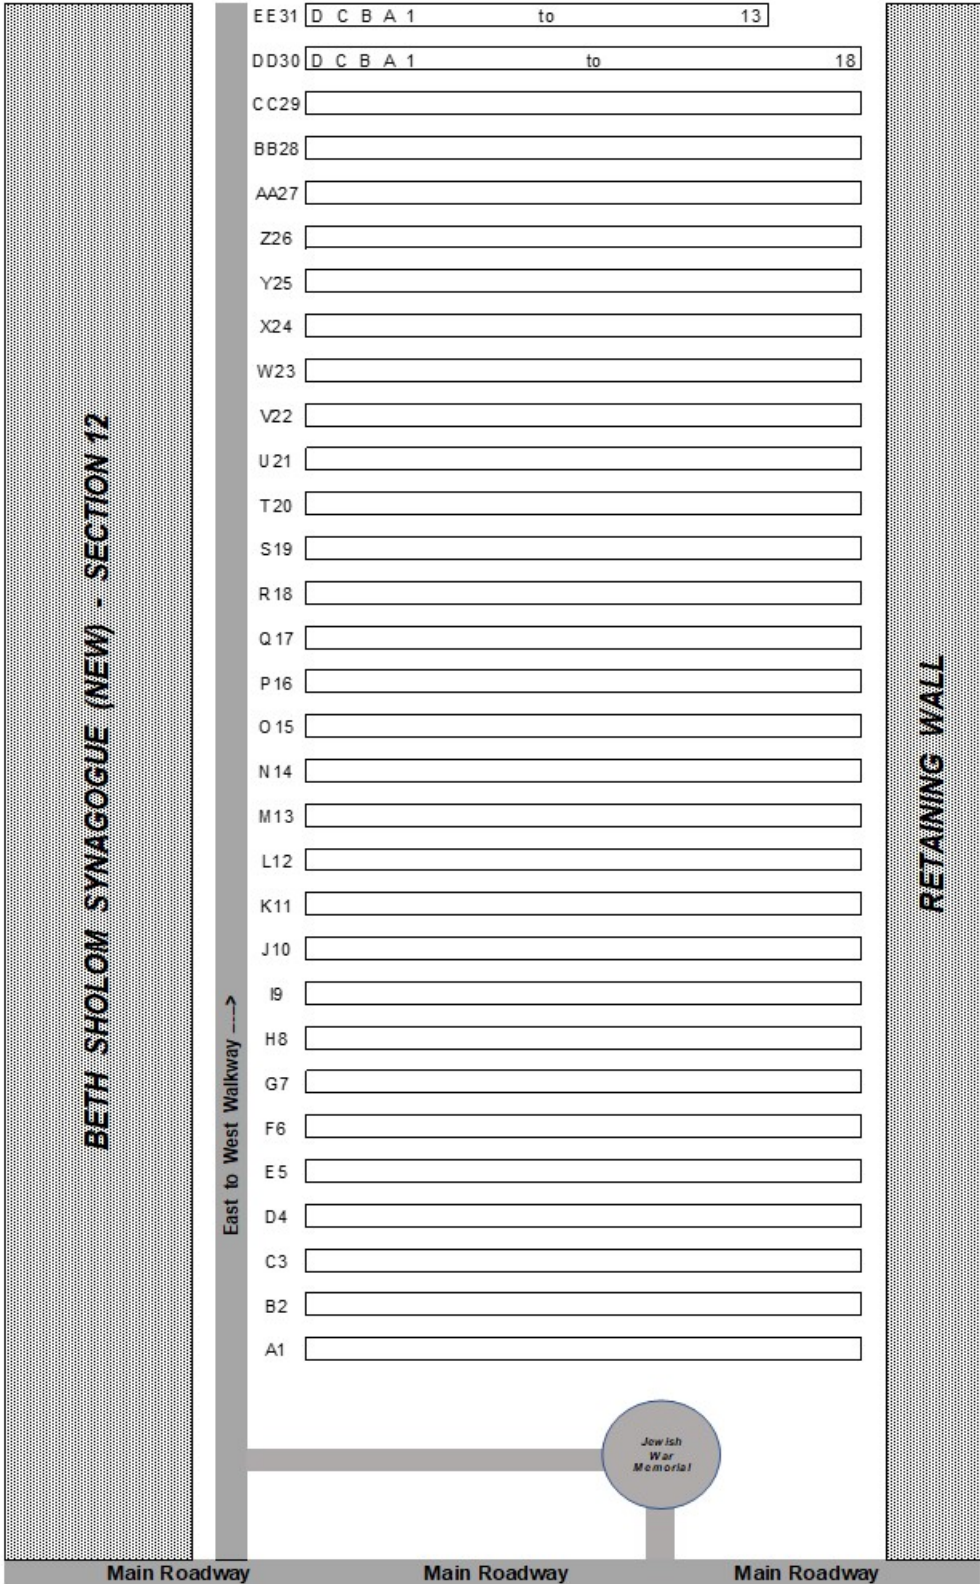 EE31 D C B A 1 to 13
DD30 D C B A 1 to 18
CC29
BB28
AA27
Z26
Y25
X24
W23
V22
U21
T20
S19
R18
Q17
P16
O15
N14
M13
L12
K11
J10
I9
H8
G7
F6
E5
D4
C3
B2
A1
BETH SHOLOM SYNAGOGUE (NEW) - SECTION 12
East to West Walkway ---->
RETAINING WALL
Jewish
War
Memorial
Main Roadway Main Roadway Main Roadway